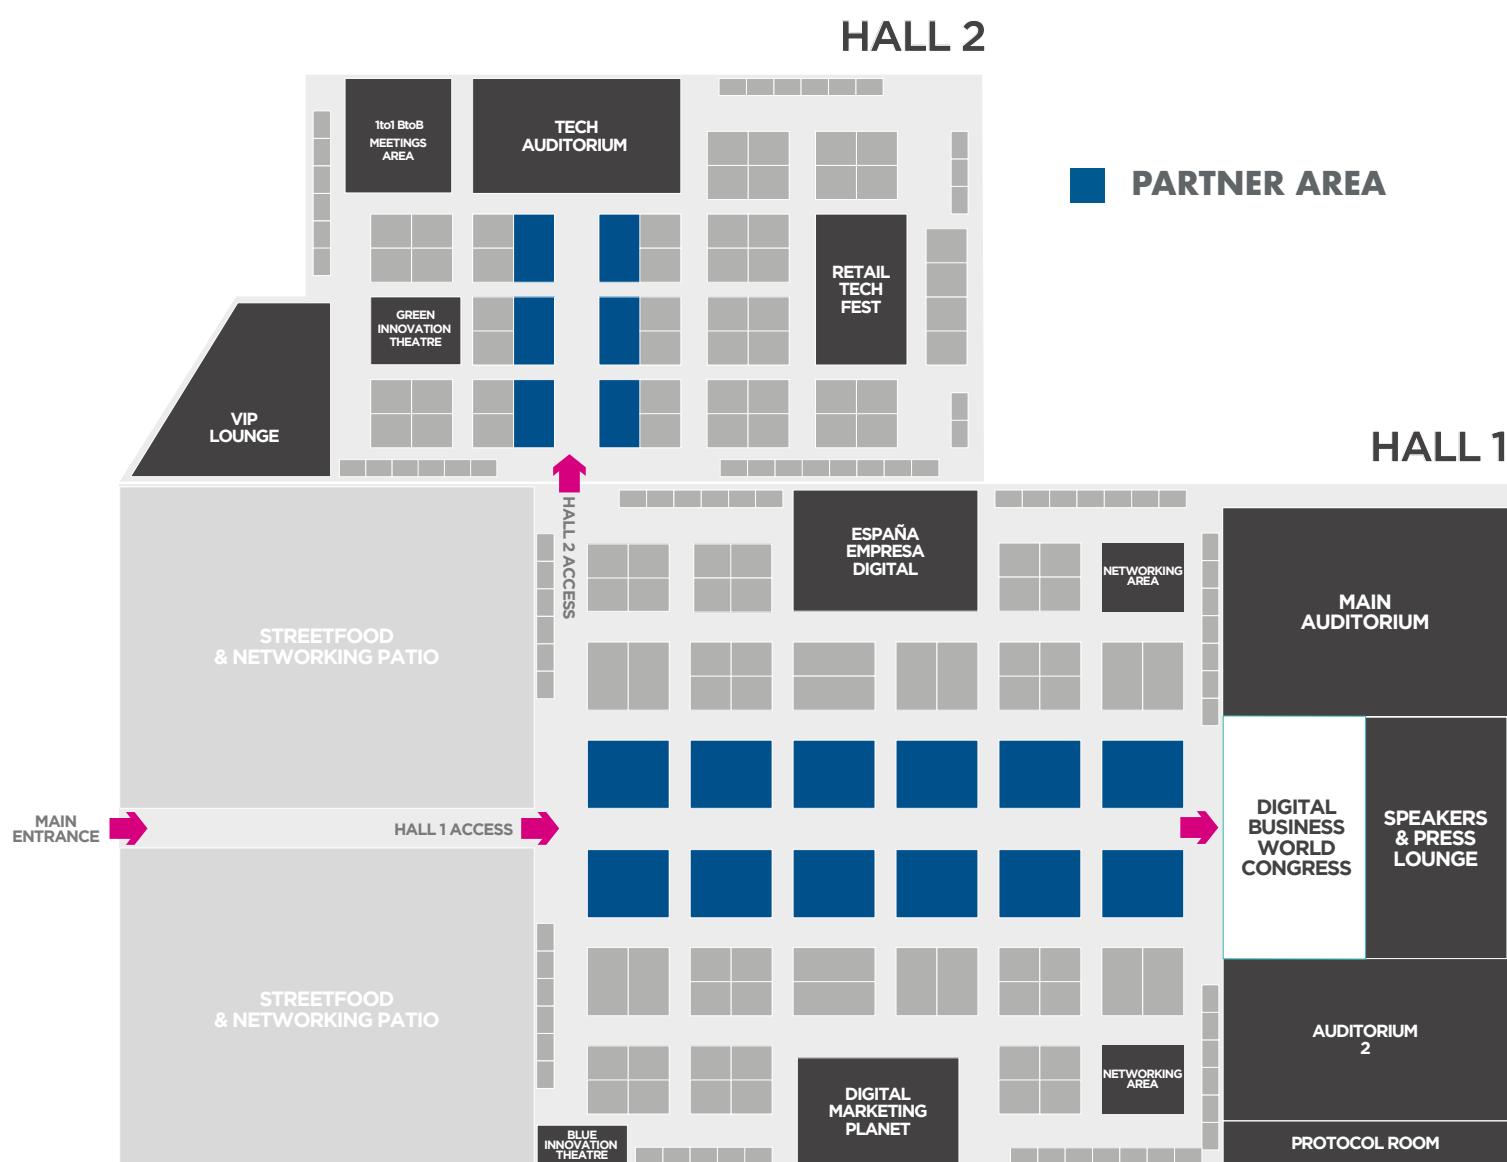 HALL 2
1to1 BtoB
MEETINGS
AREA
TECH
AUDITORIUM
PARTNER AREA
RETAIL
TECH
FEST
GREEN
INNOVATION
THEATRE
VIP
LOUNGE
HALL 1
HALL 2 ACCESS
ESPAÑA
EMPRESA
DIGITAL
NETWORKING
AREA
MAIN
AUDITORIUM
STREETFOOD
& NETWORKING PATIO
MAIN
ENTRANCE
HALL 1 ACCESS
DIGITAL
BUSINESS
WORLD
CONGRESS
SPEAKERS
& PRESS
LOUNGE
STREETFOOD
& NETWORKING PATIO
AUDITORIUM
2
NETWORKING
AREA
DIGITAL
MARKETING
PLANET
BLUE
INNOVATION
THEATRE
PROTOCOL ROOM